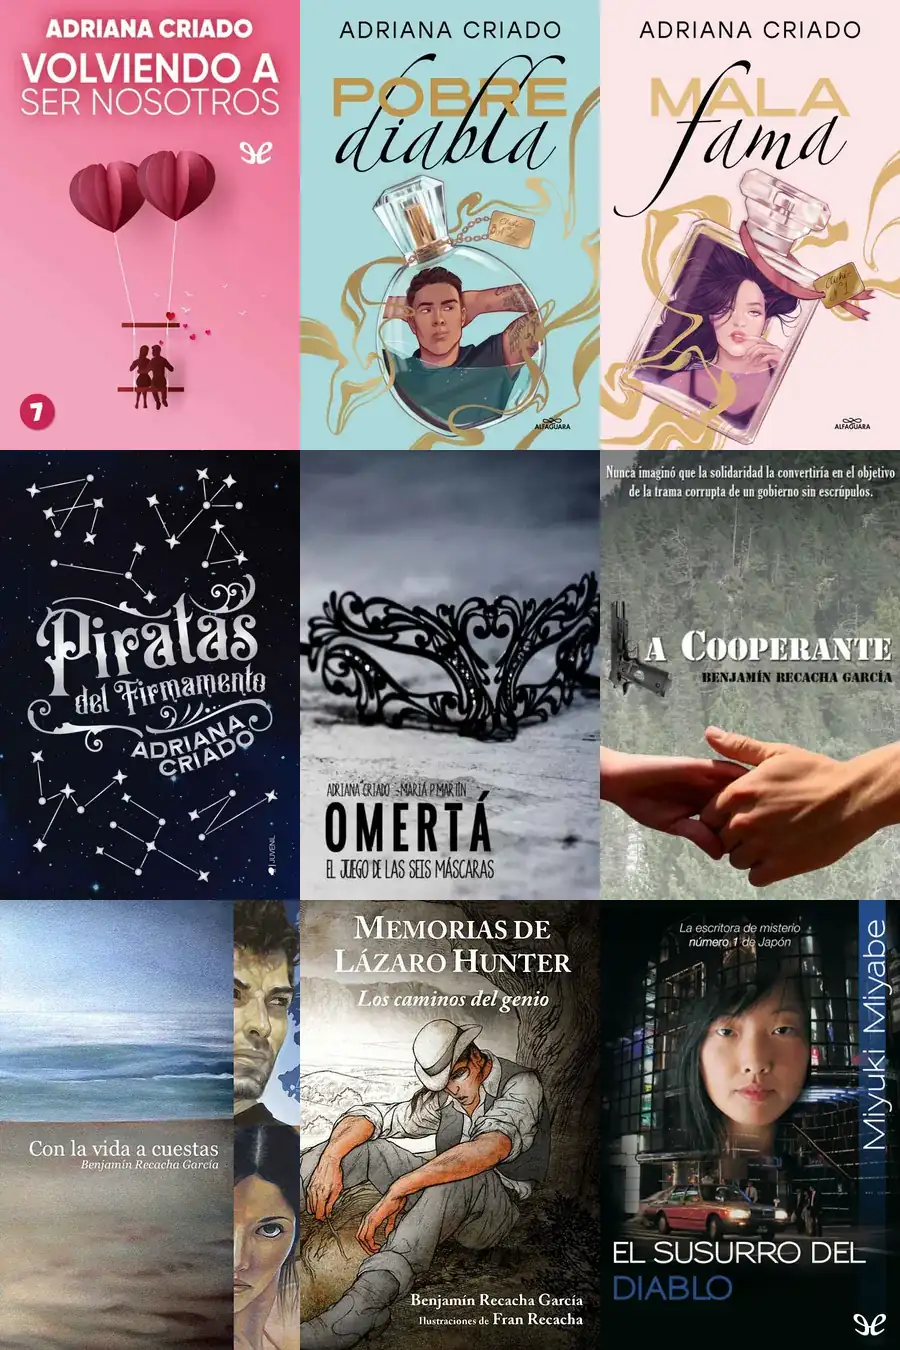 ADRIANA CRIADO
VOLVIENDO A
SER NOSOTROS
7
ADRIANA CRIADO
POBRE
diabla
ALFAGUARA
ADRIANA CRIADO
MALA
fama
ALFAGUARA
Piratas
del Firmamento
ADRIANA
CRIADO
JUVENIL
ADRIANA CRIADO - MARÍA P MARTÍN
OMERTÁ
EL JUEGO DE LAS SEIS MÁSCARAS
Nunca imaginó que la solidaridad la convertiría en el objetivo
de la trama corrupta de un gobierno sin escrúpulos.
LA COOPERANTE
BENJAMÍN RECACHA GARCÍA
Con la vida a cuestas
Benjamín Recacha García
MEMORIAS DE
LÁZARO HUNTER
Los caminos del genio
Benjamín Recacha García
Ilustraciones de Fran Recacha
La escritora de misterio
número 1 de Japón
Miyuki Miyabe
EL SUSURRO DEL
DIABLO